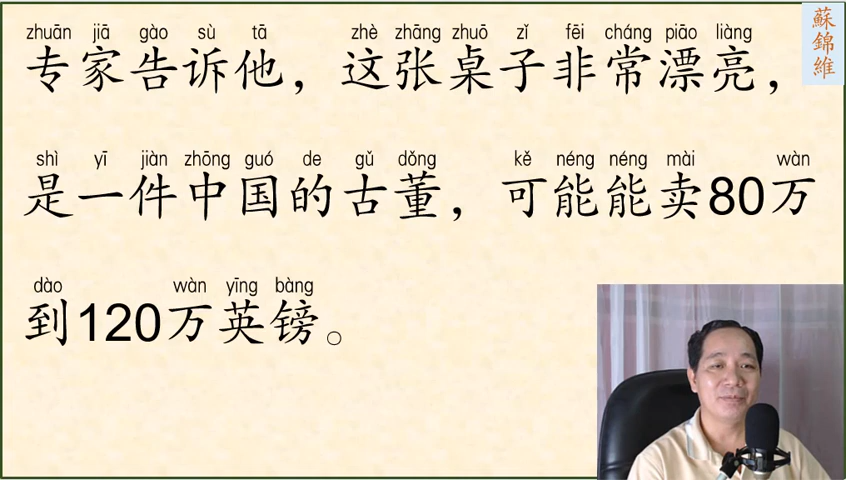 zhuān jiā gào sù tā zhè zhāng zhuō zǐ fēi cháng piāo liàng
专家告诉他，这张桌子非常漂亮，
shì yī jiàn zhōng guó de gǔ dǒng kě néng néng mài wàn
是一件中国的古董，可能能卖80万
dào wàn yīng bàng
到120万英镑。
蘇錦維